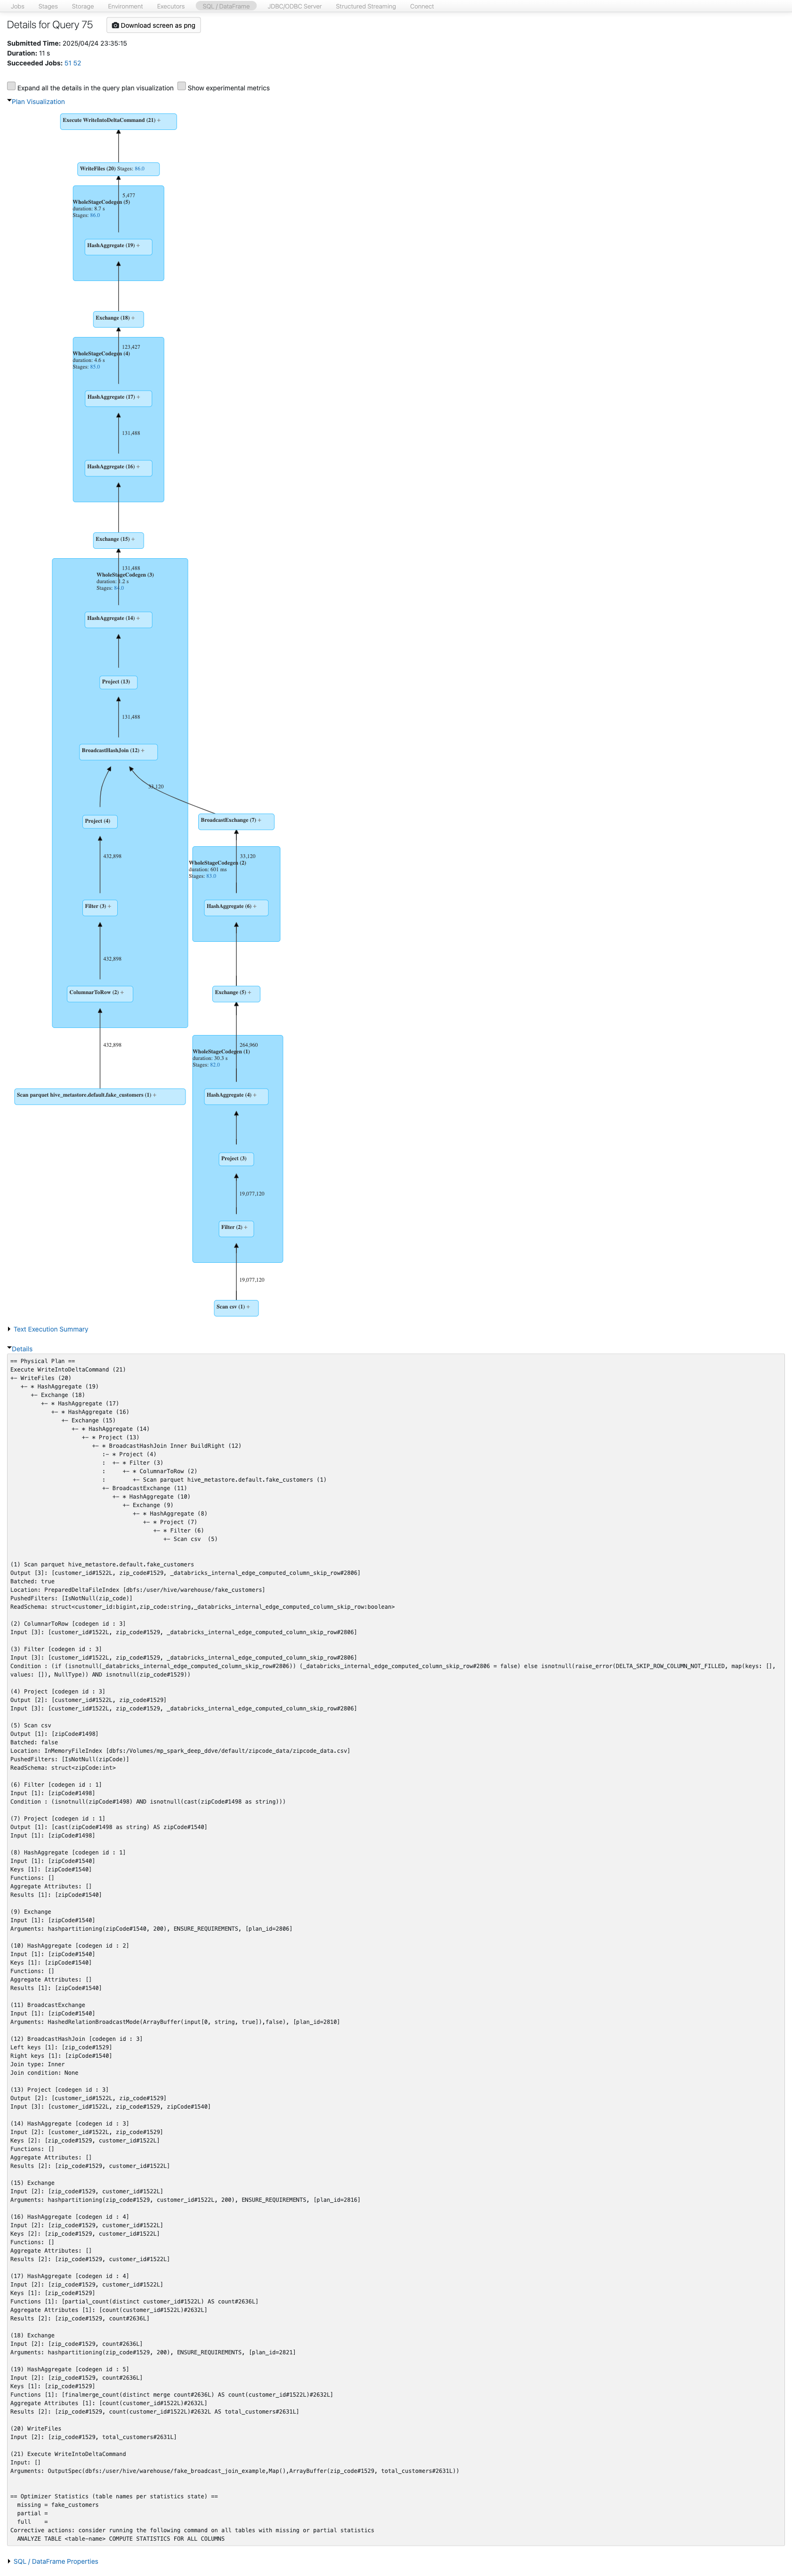 Jobs Stages Storage Environment Executors SQL / DataFrame JDBC/ODBC Server Structured Streaming Connect
Details for Query 75 Download screen as png
Submitted Time: 2025/04/24 23:35:15
Duration: 11 s
Succeeded Jobs: 51 52
Expand all the details in the query plan visualization Show experimental metrics
Plan Visualization
Execute WriteIntoDeltaCommand (21) +
WriteFiles (20) Stages: 86.0
5,477
WholeStageCodegen (5)
duration: 8.7 s
Stages: 86.0
HashAggregate (19) +
Exchange (18) +
123,427
WholeStageCodegen (4)
duration: 4.6 s
Stages: 85.0
HashAggregate (17) +
131,488
HashAggregate (16) +
Exchange (15) +
131,488
WholeStageCodegen (3)
Stages:
HashAggregate (14) +
Project (13)
131,488
BroadcastHashJoin (12) +
33,120
Project (4)
BroadcastExchange (7) +
432,898
33,120
WholeStageCodegen (2)
duration: 601 ms
Stages: 83.0
Filter (3) +
HashAggregate (6) +
432,898
ColumnarToRow (2) +
Exchange (5) +
432,898
264,960
WholeStageCodegen (1)
duration: 30.3 s
Stages: 82.0
Scan parquet hive_metastore.default.fake_customers (1) +
HashAggregate (4) +
Project (3)
19,077,120
Filter (2) +
19,077,120
Scan csv (1) +
Text Execution Summary
Details
== Physical Plan ==
Execute WriteIntoDeltaCommand (21)
+- WriteFiles (20)
+- * HashAggregate (19)
+- Exchange (18)
+- * HashAggregate (17)
+- * HashAggregate (16)
+- Exchange (15)
+- * HashAggregate (14)
+- * Project (13)
+- * BroadcastHashJoin Inner BuildRight (12)
:- * Project (4)
: +- * Filter (3)
: +- * ColumnarToRow (2)
: +- Scan parquet hive_metastore.default.fake_customers (1)
+- BroadcastExchange (11)
+- * HashAggregate (10)
+- Exchange (9)
+- * HashAggregate (8)
+- * Project (7)
+- * Filter (6)
+- Scan csv (5)
(1) Scan parquet hive_metastore.default.fake_customers
Output [3]: [customer_id#1522L, zip_code#1529, _databricks_internal_edge_computed_column_skip_row#2806]
Batched: true
Location: PreparedDeltaFileIndex [dbfs:/user/hive/warehouse/fake_customers]
PushedFilters: [IsNotNull(zip_code)]
ReadSchema: struct<customer_id:bigint,zip_code:string,_databricks_internal_edge_computed_column_skip_row:boolean>
(2) ColumnarToRow [codegen id : 3]
Input [3]: [customer_id#1522L, zip_code#1529, _databricks_internal_edge_computed_column_skip_row#2806]
(3) Filter [codegen id : 3]
Input [3]: [customer_id#1522L, zip_code#1529, _databricks_internal_edge_computed_column_skip_row#2806]
Condition : (if (isnotnull(_databricks_internal_edge_computed_column_skip_row#2806)) (_databricks_internal_edge_computed_column_skip_row#2806 = false) else isnotnull(raise_error(DELTA_SKIP_ROW_COLUMN_NOT_FILLED, map(keys: [],
values: []), NullType)) AND isnotnull(zip_code#1529))
(4) Project [codegen id : 3]
Output [2]: [customer_id#1522L, zip_code#1529]
Input [3]: [customer_id#1522L, zip_code#1529, _databricks_internal_edge_computed_column_skip_row#2806]
(5) Scan csv
Output [1]: [zipCode#1498]
Batched: false
Location: InMemoryFileIndex [dbfs:/Volumes/mp_spark_deep_ddve/default/zipcode_data/zipcode_data.csv]
PushedFilters: [IsNotNull(zipCode)]
ReadSchema: struct<zipCode:int>
(6) Filter [codegen id : 1]
Input [1]: [zipCode#1498]
Condition : (isnotnull(zipCode#1498) AND isnotnull(cast(zipCode#1498 as string)))
(7) Project [codegen id : 1]
Output [1]: [cast(zipCode#1498 as string) AS zipCode#1540]
Input [1]: [zipCode#1498]
(8) HashAggregate [codegen id : 1]
Input [1]: [zipCode#1540]
Keys [1]: [zipCode#1540]
Functions: []
Aggregate Attributes: []
Results [1]: [zipCode#1540]
(9) Exchange
Input [1]: [zipCode#1540]
Arguments: hashpartitioning(zipCode#1540, 200), ENSURE_REQUIREMENTS, [plan_id=2806]
(10) HashAggregate [codegen id : 2]
Input [1]: [zipCode#1540]
Keys [1]: [zipCode#1540]
Functions: []
Aggregate Attributes: []
Results [1]: [zipCode#1540]
(11) BroadcastExchange
Input [1]: [zipCode#1540]
Arguments: HashedRelationBroadcastMode(ArrayBuffer(input[0, string, true]),false), [plan_id=2810]
(12) BroadcastHashJoin [codegen id : 3]
Left keys [1]: [zip_code#1529]
Right keys [1]: [zipCode#1540]
Join type: Inner
Join condition: None
(13) Project [codegen id : 3]
Output [2]: [customer_id#1522L, zip_code#1529]
Input [3]: [customer_id#1522L, zip_code#1529, zipCode#1540]
(14) HashAggregate [codegen id : 3]
Input [2]: [customer_id#1522L, zip_code#1529]
Keys [2]: [zip_code#1529, customer_id#1522L]
Functions: []
Aggregate Attributes: []
Results [2]: [zip_code#1529, customer_id#1522L]
(15) Exchange
Input [2]: [zip_code#1529, customer_id#1522L]
Arguments: hashpartitioning(zip_code#1529, customer_id#1522L, 200), ENSURE_REQUIREMENTS, [plan_id=2816]
(16) HashAggregate [codegen id : 4]
Input [2]: [zip_code#1529, customer_id#1522L]
Keys [2]: [zip_code#1529, customer_id#1522L]
Functions: []
Aggregate Attributes: []
Results [2]: [zip_code#1529, customer_id#1522L]
(17) HashAggregate [codegen id : 4]
Input [2]: [zip_code#1529, customer_id#1522L]
Keys [1]: [zip_code#1529]
Functions [1]: [partial_count(distinct customer_id#1522L) AS count#2636L]
Aggregate Attributes [1]: [count(customer_id#1522L)#2632L]
Results [2]: [zip_code#1529, count#2636L]
(18) Exchange
Input [2]: [zip_code#1529, count#2636L]
Arguments: hashpartitioning(zip_code#1529, 200), ENSURE_REQUIREMENTS, [plan_id=2821]
(19) HashAggregate [codegen id : 5]
Input [2]: [zip_code#1529, count#2636L]
Keys [1]: [zip_code#1529]
Functions [1]: [finalmerge_count(distinct merge count#2636L) AS count(customer_id#1522L)#2632L]
Aggregate Attributes [1]: [count(customer_id#1522L)#2632L]
Results [2]: [zip_code#1529, count(customer_id#1522L)#2632L AS total_customers#2631L]
(20) WriteFiles
Input [2]: [zip_code#1529, total_customers#2631L]
(21) Execute WriteIntoDeltaCommand
Input: []
Arguments: OutputSpec(dbfs:/user/hive/warehouse/fake_broadcast_join_example,Map(),ArrayBuffer(zip_code#1529, total_customers#2631L))
== Optimizer Statistics (table names per statistics state) ==
missing = fake_customers
partial =
full =
Corrective actions: consider running the following command on all tables with missing or partial statistics
ANALYZE TABLE <table-name> COMPUTE STATISTICS FOR ALL COLUMNS
SQL / DataFrame Properties